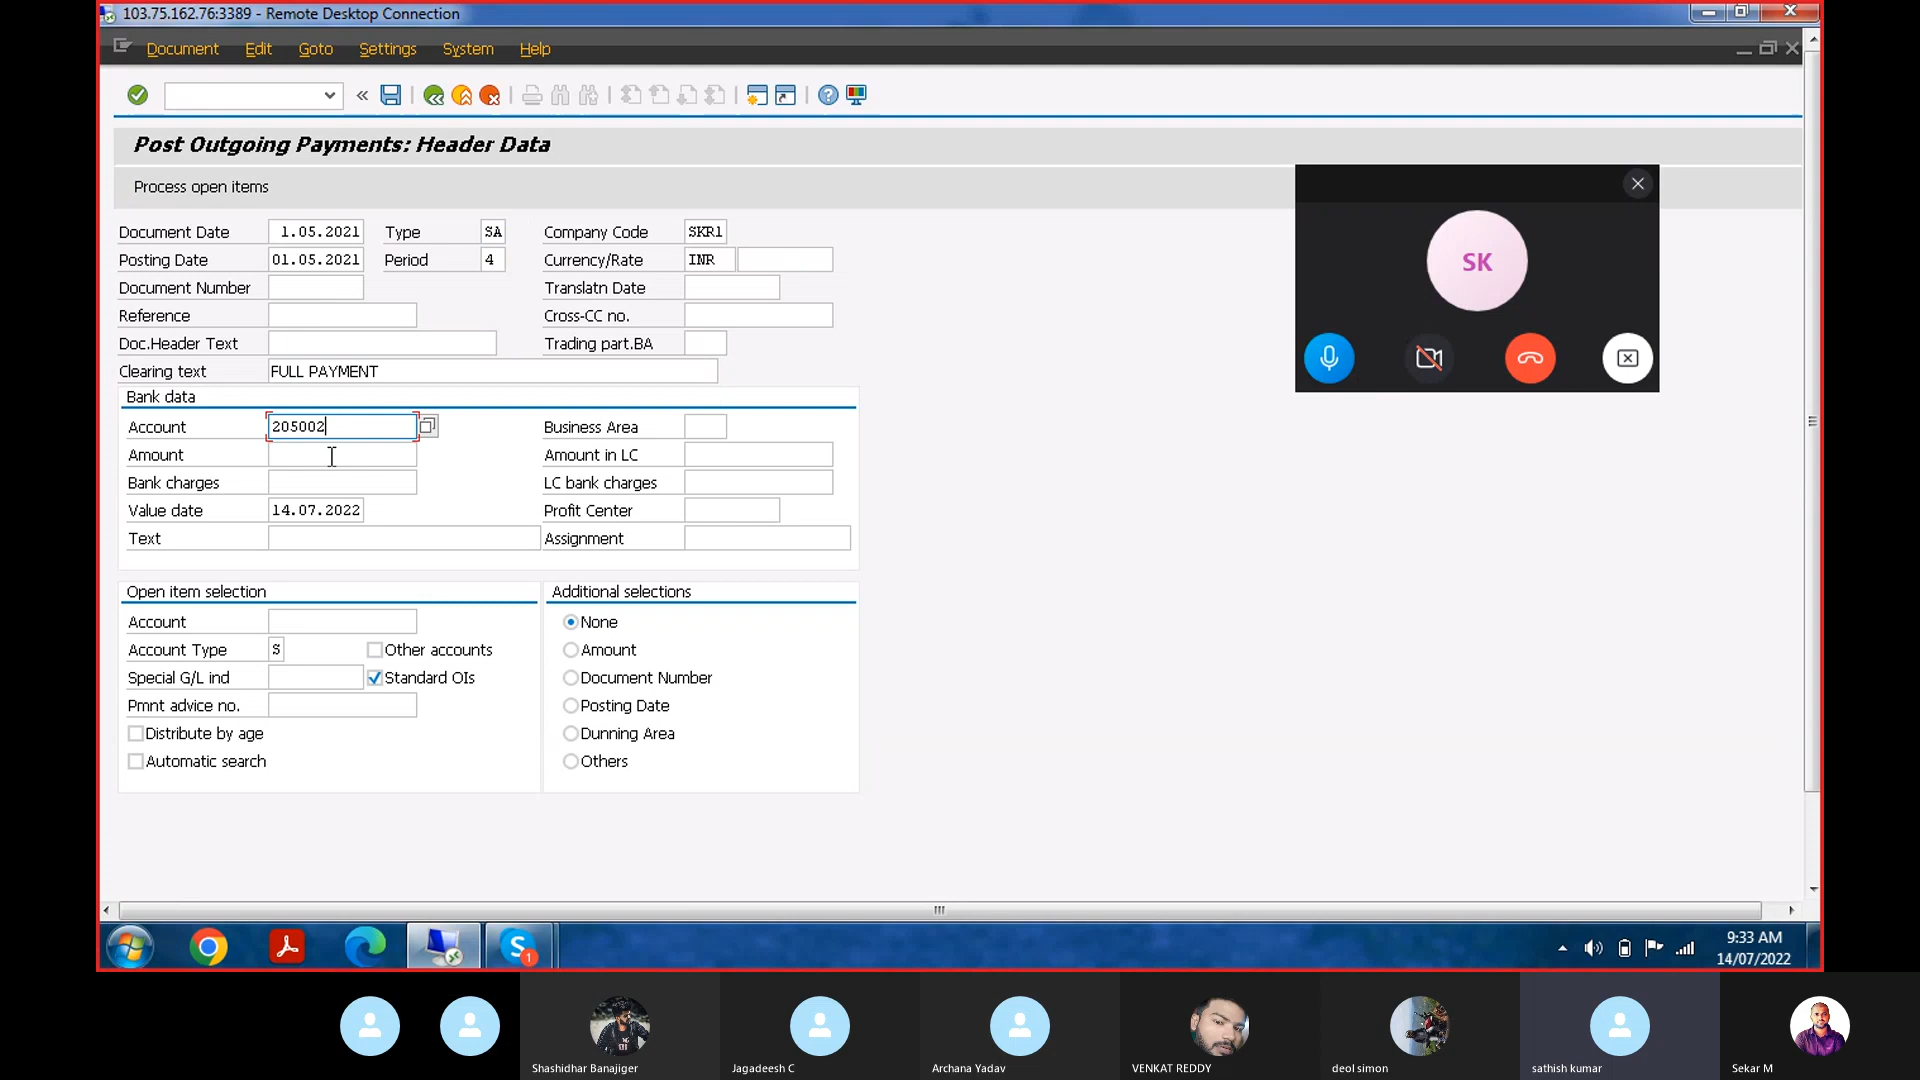 103.75.162.76:3389 - Remote Desktop Connection
Document Edit Goto Settings System Help
Post Outgoing Payments: Header Data
Process open items
Document Date 1.05.2021 Type SA Company Code SKR1
Posting Date 01.05.2021 Period 4 Currency/Rate INR
Document Number Translatn Date
Reference Cross-CC no.
Doc.Header Text Trading part.BA
Clearing text FULL PAYMENT
Bank data
Account 205002 Business Area
Amount Amount in LC
Bank charges LC bank charges
Value date 14.07.2022 Profit Center
Text Assignment
Open item selection Additional selections
Account None
Account Type S Other accounts Amount
Special G/L ind Standard OIs Document Number
Pmnt advice no. Posting Date
Distribute by age Dunning Area
Automatic search Others
SK
S 1
9:33 AM
14/07/2022
Shashidhar Banajiger Jagadeesh C Archana Yadav VENKAT REDDY deol simon sathish kumar Sekar M